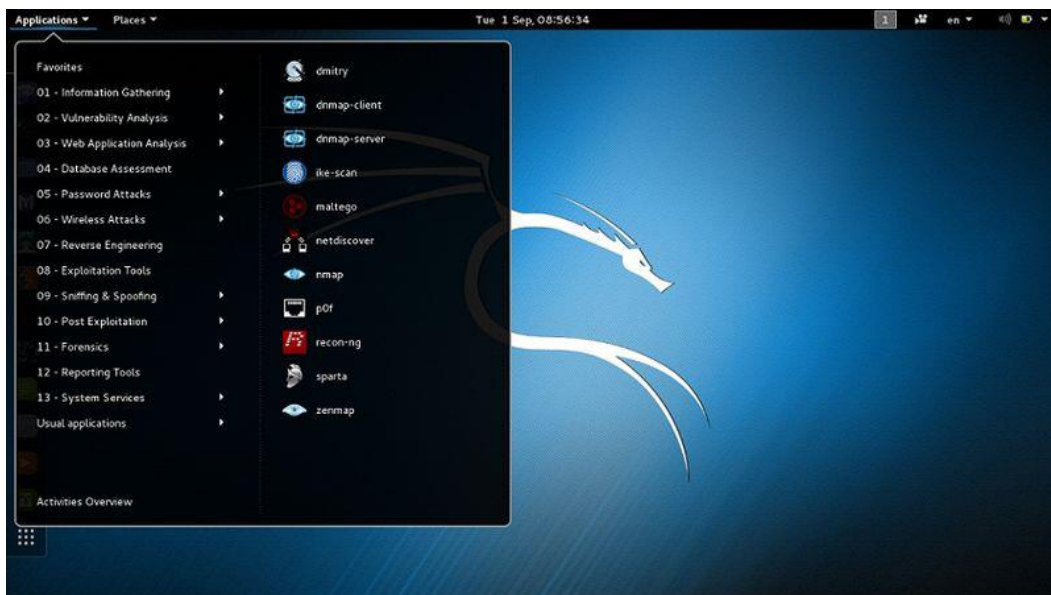 Applications Places Tue 1 Sep, 08:56:34 1 en
Favorites
01 - Information Gathering
02 - Vulnerability Analysis
03 - Web Application Analysis
04 - Database Assessment
05 - Password Attacks
06 - Wireless Attacks
07 - Reverse Engineering
08 - Exploitation Tools
09 - Sniffing & Spoofing
10 - Post Exploitation
11 - Forensics
12 - Reporting Tools
13 - System Services
Usual applications
Activities Overview
dmitry
dnmap-client
dnmap-server
ike-scan
maltego
netdiscover
nmap
p0f
recon-ng
sparta
zenmap